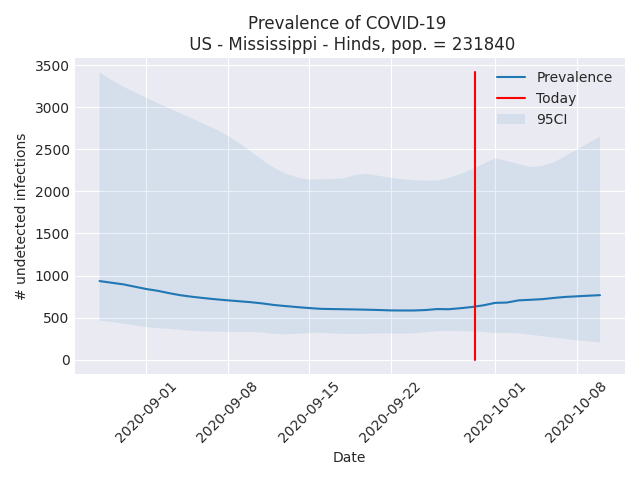 Prevalence of COVID-19
US - Mississippi - Hinds, pop. = 231840
3500
3000
2500
2000
1500
1000
500
0
# undetected infections
Prevalence
Today
95CI
2020-09-01
2020-09-08
2020-09-15
2020-09-22
2020-10-01
2020-10-08
Date